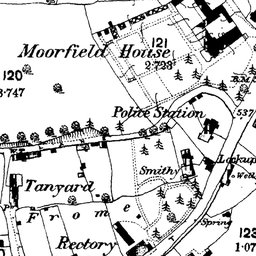 121
Moorfield House
2·723
120
3·747
B.M.
Police Station
537
Lockup
Smithy
Well
Tanyard
Frome
Spring
Rectory
123
1·07